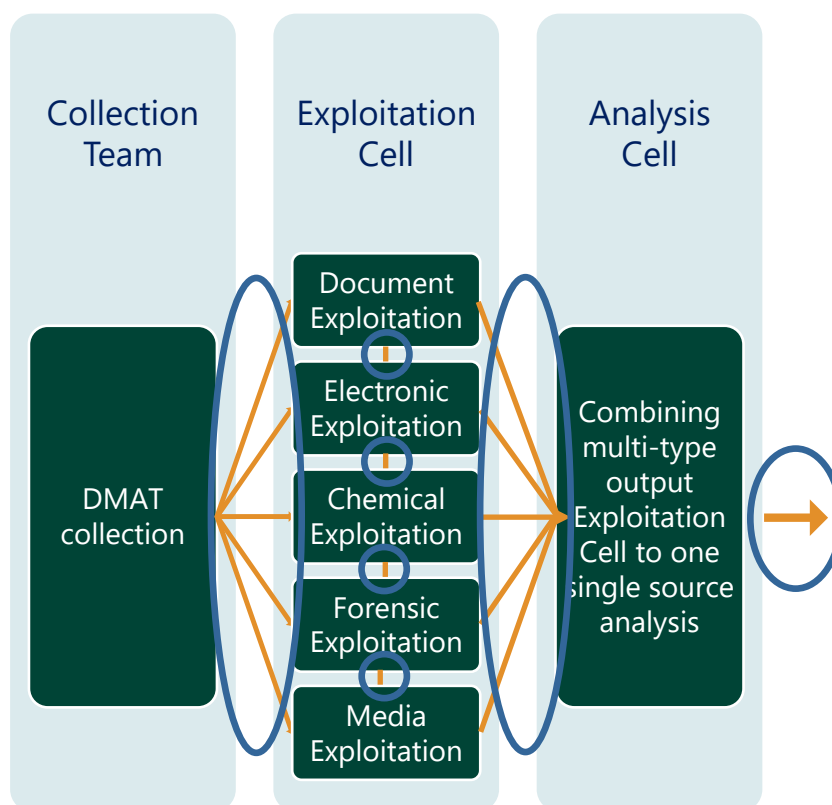 Collection
Team
Exploitation
Cell
Analysis
Cell
DMAT
collection
Document
Exploitation
Electronic
Exploitation
Chemical
Exploitation
Forensic
Exploitation
Media
Exploitation
Combining
multi-type
output
Exploitation
Cell to one
single source
analysis